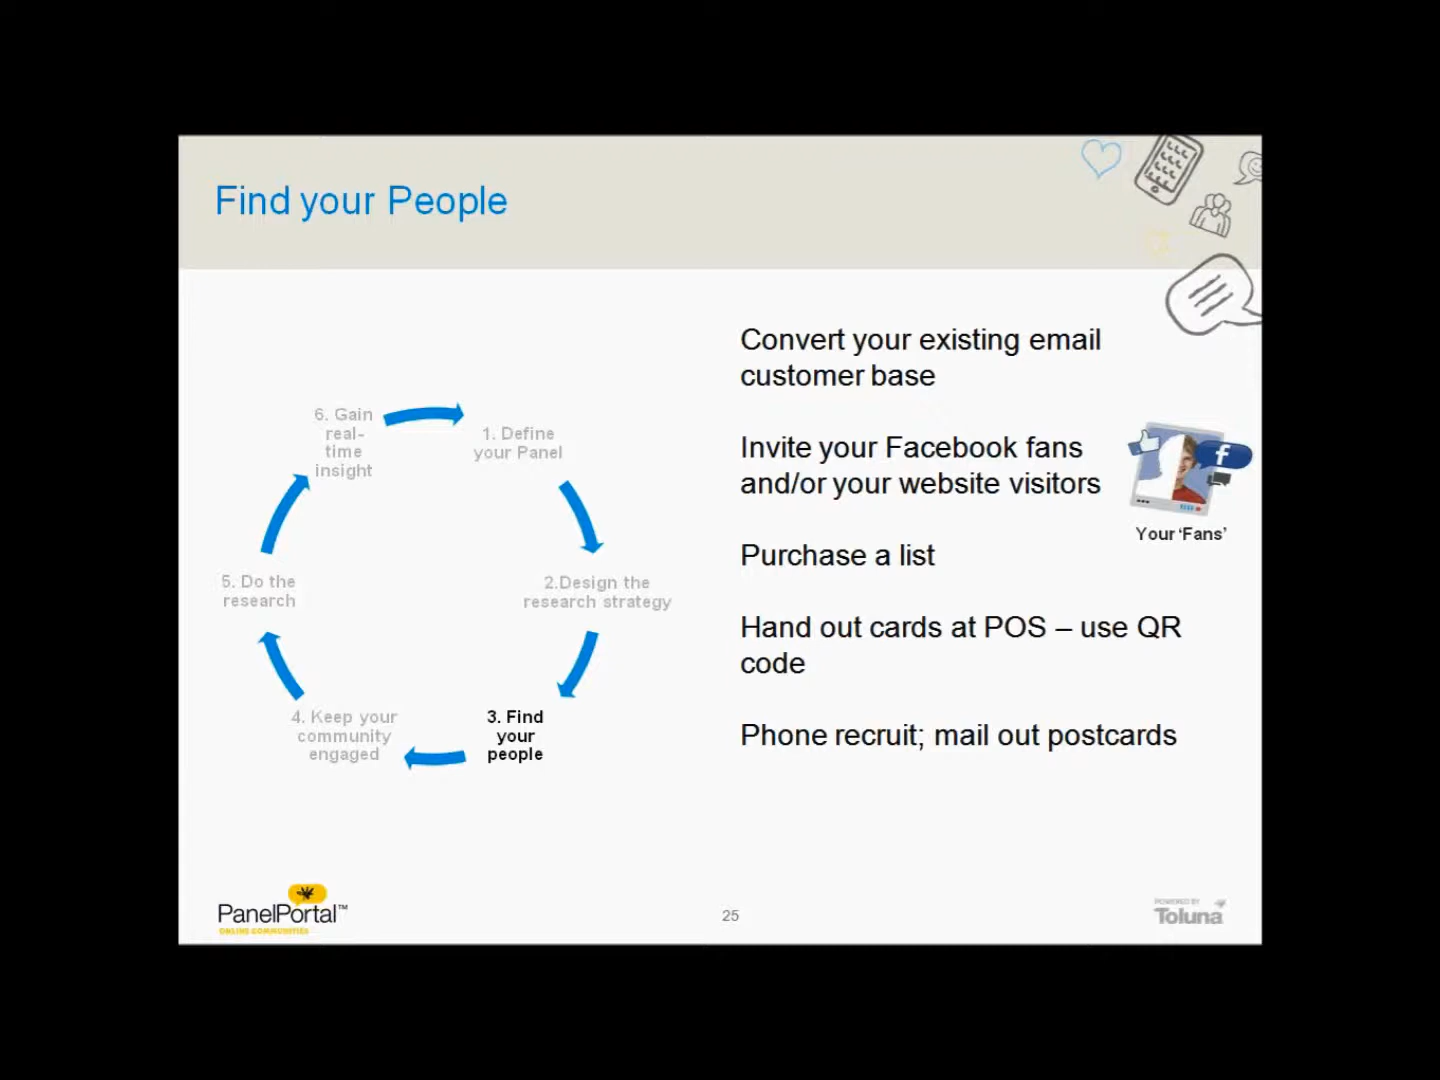 Find your People
Convert your existing email
customer base
Invite your Facebook fans
and/or your website visitors
Your ‘Fans’
Purchase a list
Hand out cards at POS – use QR
code
Phone recruit; mail out postcards
6. Gain
real-
time
insight
1. Define
your Panel
2.Design the
research strategy
3. Find
your
people
4. Keep your
community
engaged
5. Do the
research
PanelPortal™
ONLINE COMMUNITIES
25
POWERED BY
Toluna